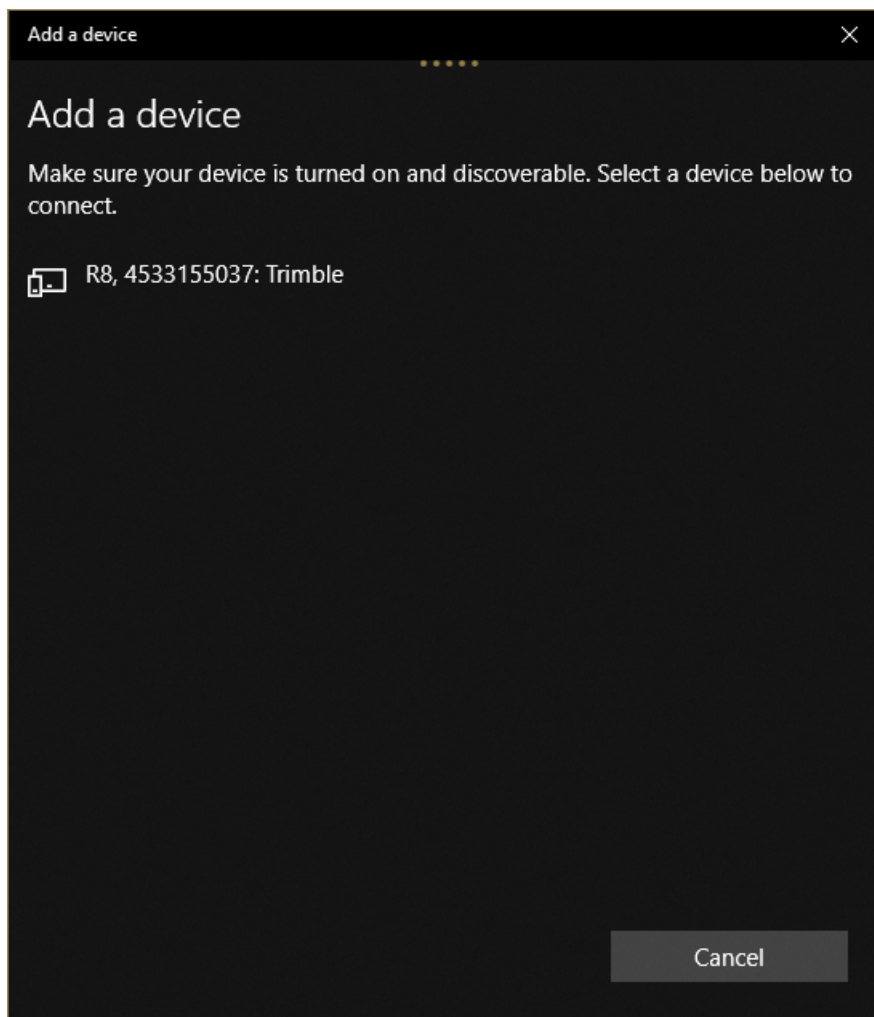 Add a device
Add a device
Make sure your device is turned on and discoverable. Select a device below to
connect.
R8, 4533155037: Trimble
Cancel